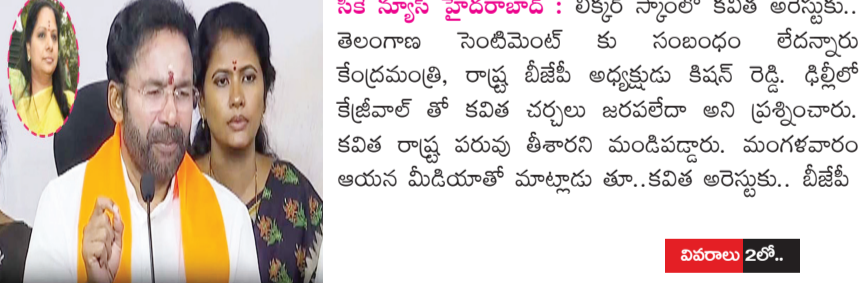 సికె న్యూస్ హైదరాబాద్ : లిక్కర్ స్కాంలో కవిత అరెస్టుకు..
తెలంగాణ సెంటిమెంట్ కు సంబంధం లేదన్నారు
కేంద్రమంత్రి, రాష్ట్ర బీజేపీ అధ్యక్షుడు కిషన్ రెడ్డి. ఢిల్లీలో
కేజ్రీవాల్ తో కవిత చర్చలు జరపలేదా అని ప్రశ్నించారు.
కవిత రాష్ట్ర పరువు తీశారని మండిపడ్డారు. మంగళవారం
ఆయన మీడియాతో మాట్లాడు తూ..కవిత అరెస్టుకు.. బీజేపీ
వివరాలు 2లో..